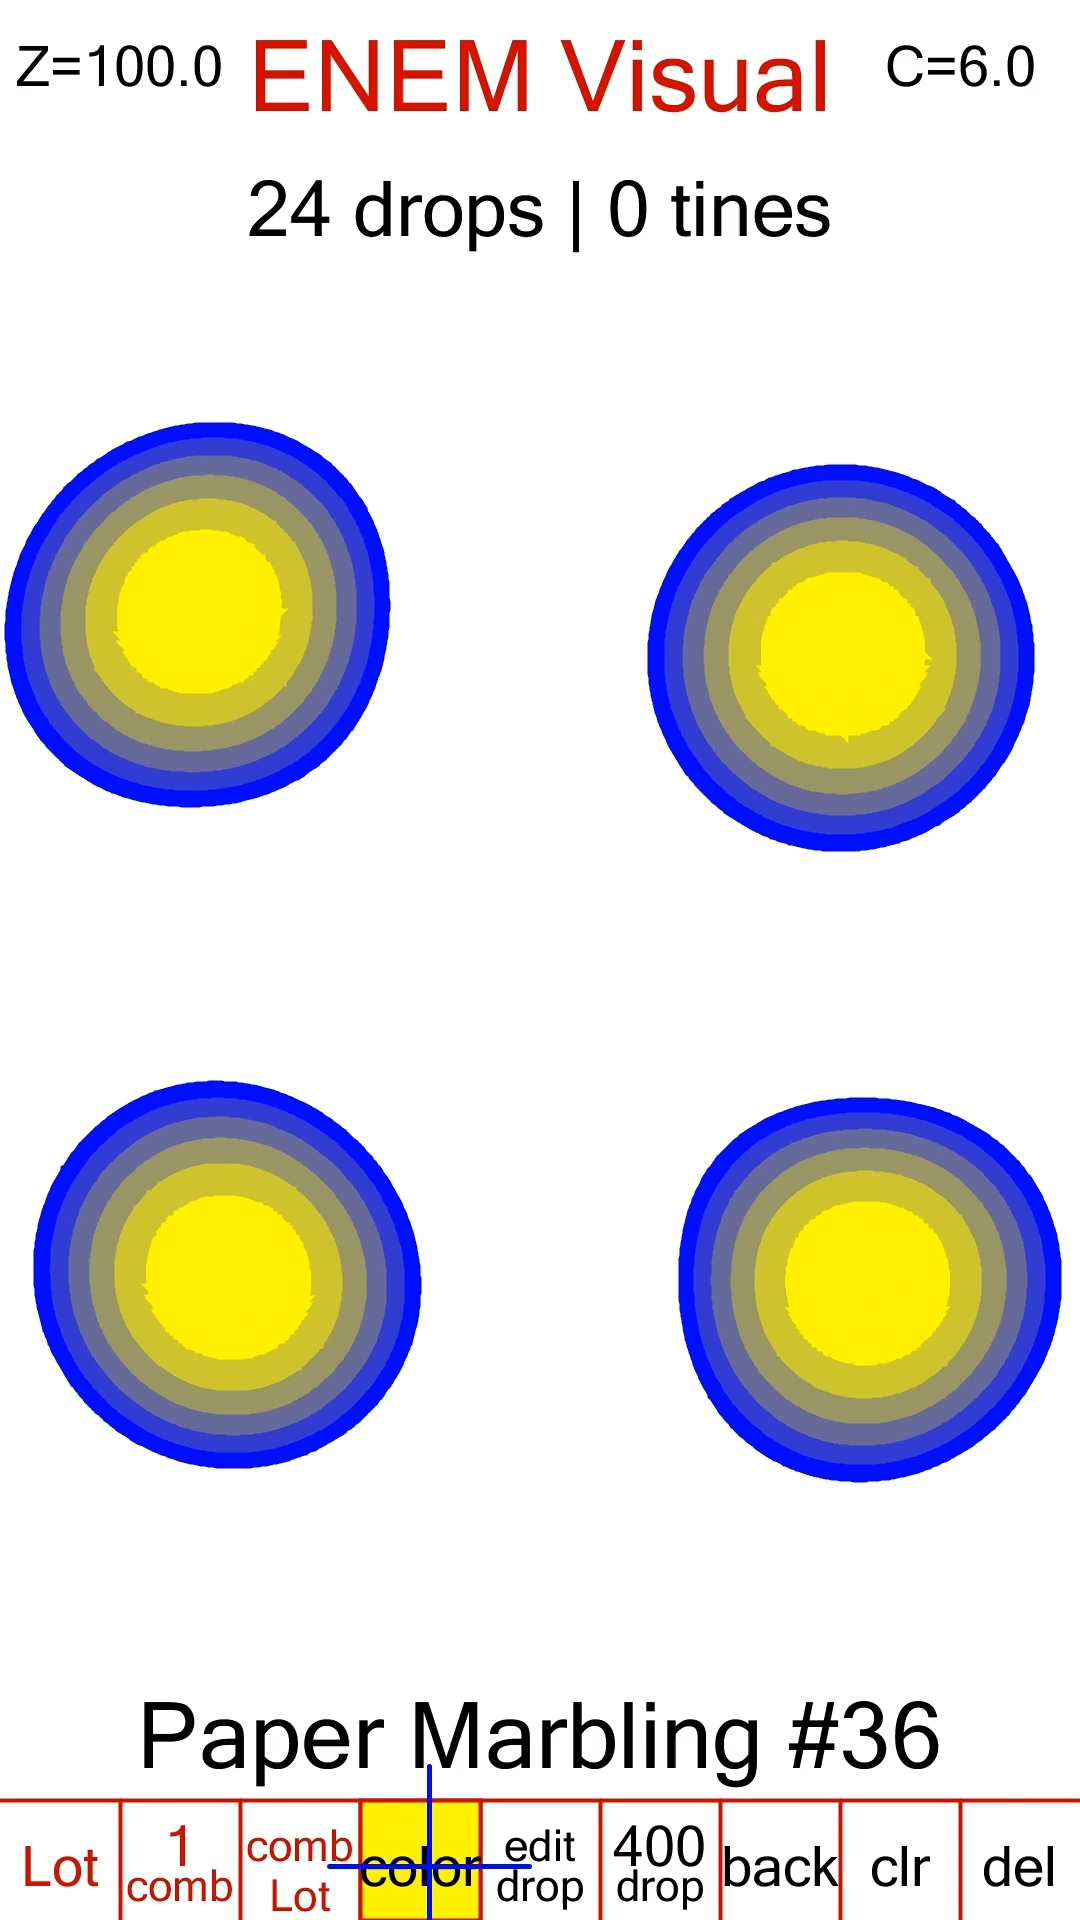 Z=100.0 ENEM Visual C=6.0
24 drops | 0 tines
Paper Marbling #36
Lot 1 comb comb Lot color edit drop 400 drop back clr del